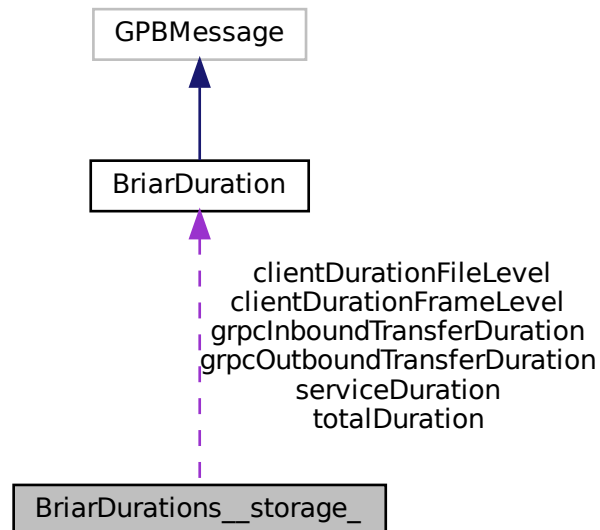 GPBMessage
BriarDuration
clientDurationFileLevel
clientDurationFrameLevel
grpcInboundTransferDuration
grpcOutboundTransferDuration
serviceDuration
totalDuration
BriarDurations__storage_